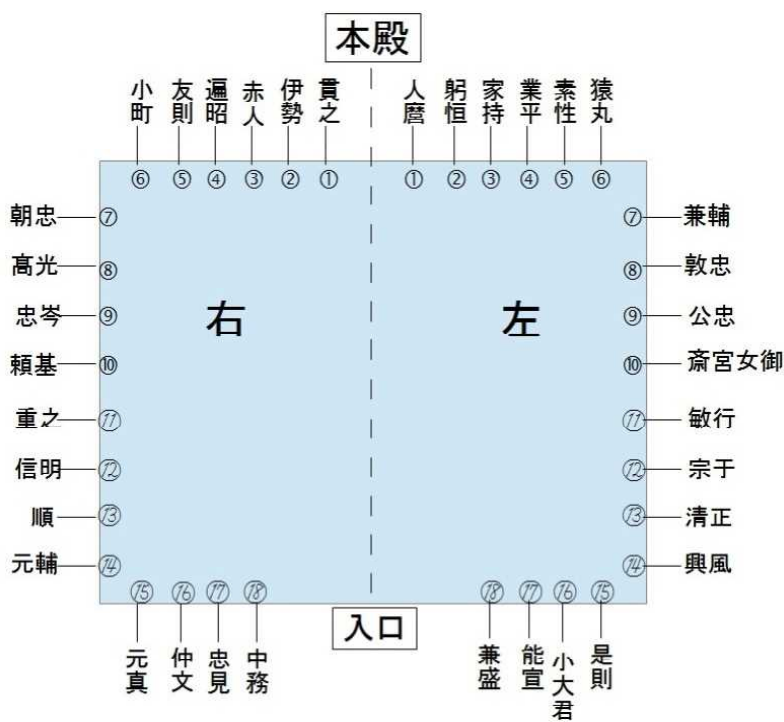 本殿
小町
友則
遍昭
赤人
伊勢
貫之
人麿
躬恒
家持
業平
素性
猿丸
⑥ ⑤ ④ ③ ② ① ① ② ③ ④ ⑤ ⑥
朝忠 ⑦ ⑦ 兼輔
高光 ⑧ ⑧ 敦忠
忠岑 ⑨ 右 左 ⑨ 公忠
頼基 ⑩ ⑩ 斎宮女御
重之 ⑪ ⑪ 敏行
信明 ⑫ ⑫ 宗于
順 ⑬ ⑬ 清正
元輔 ⑭ ⑭ 興風
⑮ ⑯ ⑰ ⑱ ⑱ ⑰ ⑯ ⑮
入口
元真
仲文
忠見
中務
兼盛
能宣
小大君
是則